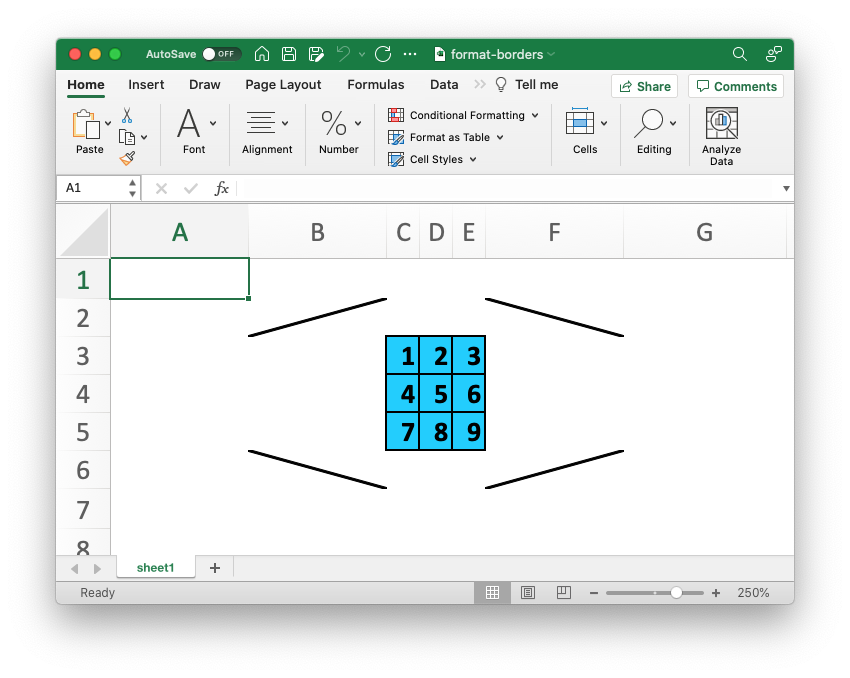 AutoSave OFF format-borders
Home Insert Draw Page Layout Formulas Data Tell me Share Comments
Paste Font Alignment % Number Conditional Formatting Format as Table Cell Styles Cells Editing Analyze Data
A1 fx
A B C D E F G
1
2
3 1 2 3
4 4 5 6
5 7 8 9
6
7
8
sheet1 +
Ready 250%